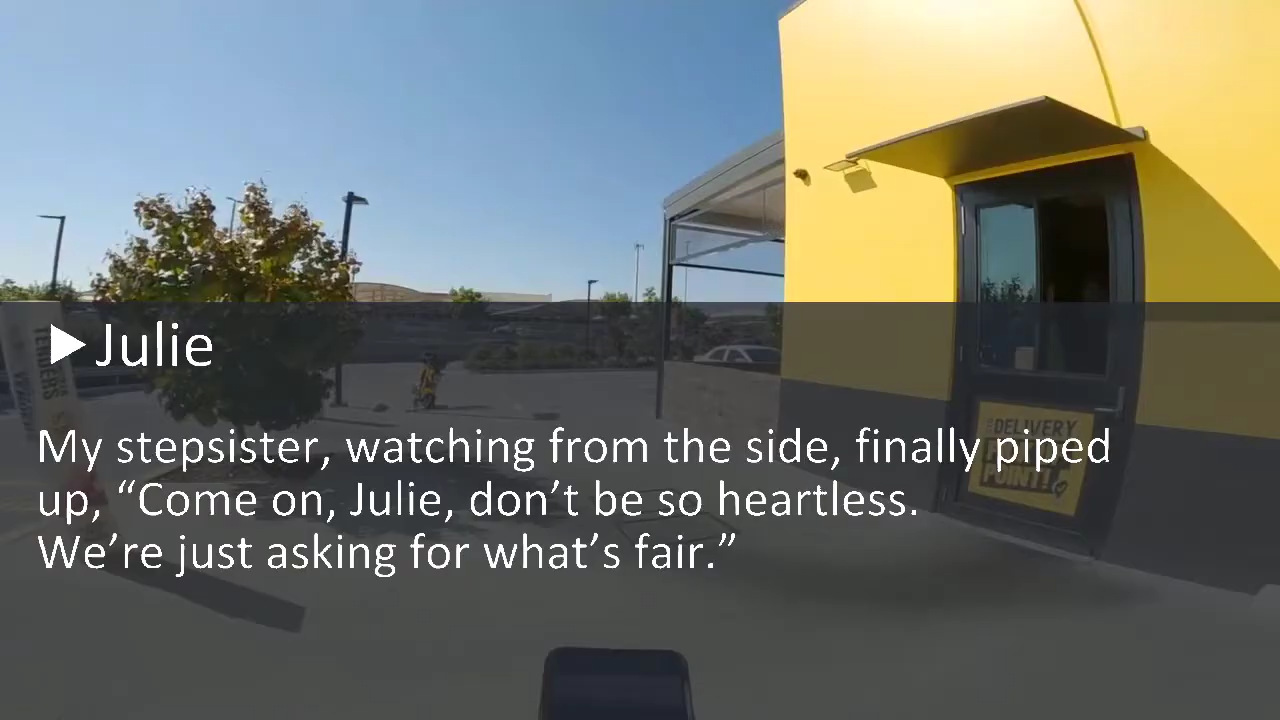 ▶Julie
My stepsister, watching from the side, finally piped
up, “Come on, Julie, don’t be so heartless.
We’re just asking for what’s fair.”
DELIVERY
POINT!